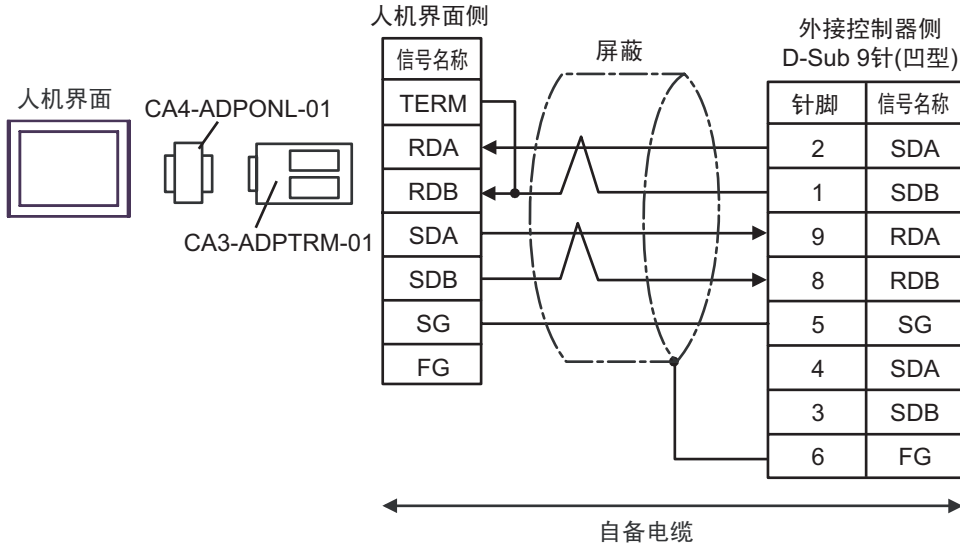 人机界面
CA4-ADPONL-01
CA3-ADPTRM-01
人机界面侧
信号名称
TERM
RDA
RDB
SDA
SDB
SG
FG
屏蔽
外接控制器侧
D-Sub 9针(凹型)
针脚 信号名称
2 SDA
1 SDB
9 RDA
8 RDB
5 SG
4 SDA
3 SDB
6 FG
自备电缆